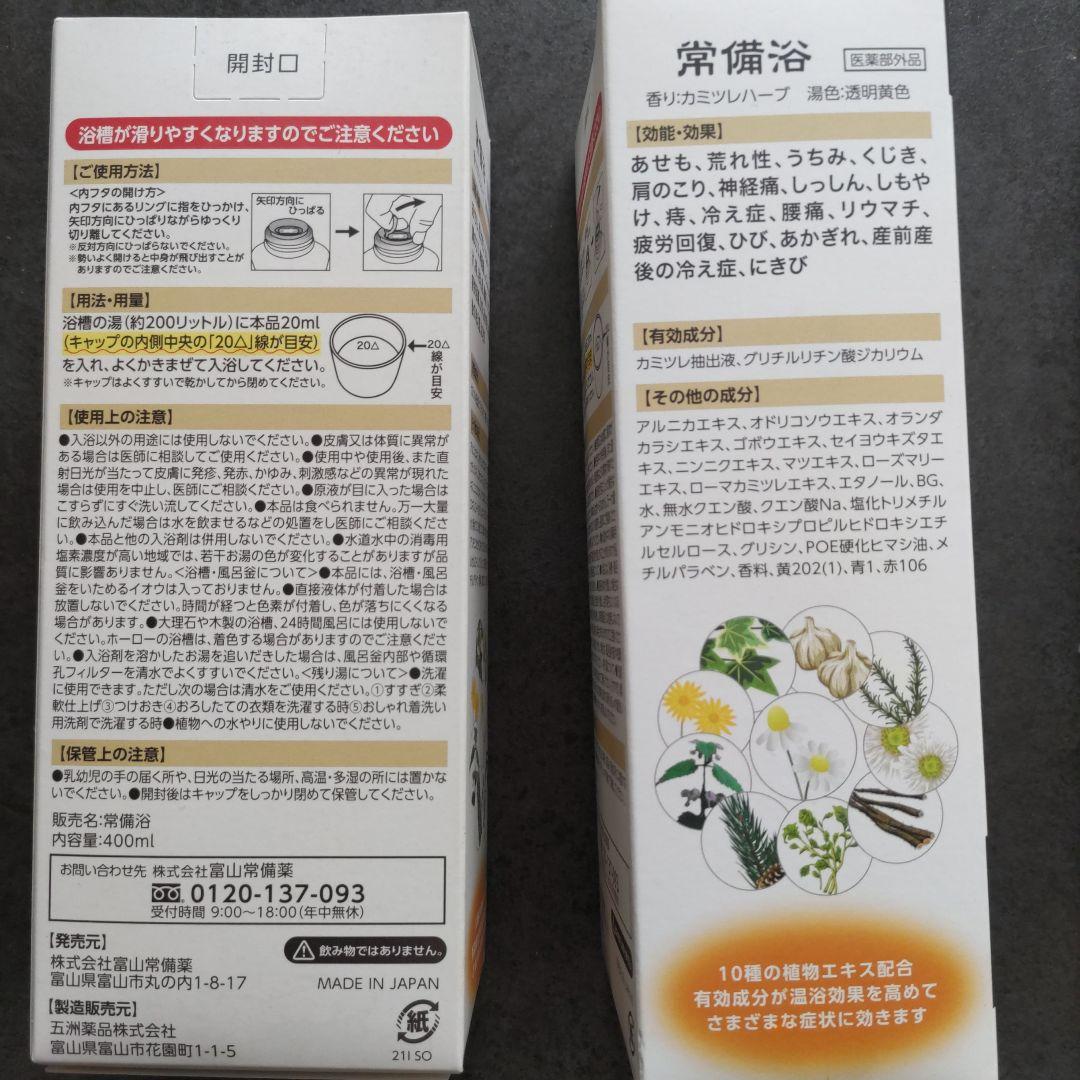 開封口
浴槽が滑りやすくなりますのでご注意ください
【ご使用方法】
<内フタの開け方>
内フタにあるリングに指をひっかけ、
矢印方向にひっぱりながらゆっくり
切り離してください。
※反対方向にひっぱらないでください。
※勢いよく開けると中身が飛び出すことが
ありますのでご注意ください。
矢印方向に
ひっぱる
【用法・用量】
浴槽の湯(約200リットル)に本品20ml
(キャップの内側中央の「20△」線が目安)
を入れ、よくかきまぜて入浴してください。
※キャップはよくすすいで乾かしてから閉めてください。
20△
20△
線が目安
【使用上の注意】
●入浴以外の用途には使用しないでください。●皮膚又は体質に異常が
ある場合は医師に相談してご使用ください。●使用中や使用後、また直
射日光が当たって皮膚に発疹、発赤、かゆみ、刺激感などの異常が現れた
場合は使用を中止し、医師にご相談ください。●原液が目に入った場合は
こすらずにすぐ洗い流してください。●本品は食べられません。万一大量
に飲み込んだ場合は水を飲ませるなどの処置をし医師にご相談くださ
い。●本品と他の入浴剤は併用しないでください。●水道水中の消毒用
塩素濃度が高い地域では、若干お湯の色が変化することがありますが品
質に影響ありません。<浴槽・風呂釜について>●本品には、浴槽・風呂
釜をいためるイオウは入っておりません。●直接液体が付着した場合は
放置しないでください。時間が経つと色素が付着し、色が落ちにくくなる
場合があります。●大理石や木製の浴槽、24時間風呂には使用しないで
ください。ホーローの浴槽は、着色する場合がありますのでご注意くださ
い。●入浴剤を溶かしたお湯を追いだきした場合は、風呂釜内部や循環
孔フィルターを清水でよくすすいでください。<残り湯について>●洗濯
に使用できます。ただし次の場合は清水をご使用ください。①すすぎ②柔
軟仕上げ③つけおき④おろしたての衣類を洗濯する時⑤おしゃれ着洗い
用洗剤で洗濯する時●植物への水やりに使用しないでください。
【保管上の注意】
●乳幼児の手の届く所や、日光の当たる場所、高温・多湿の所には置かな
いでください。●開封後はキャップをしっかり閉めて保管してください。
販売名:常備浴
内容量:400ml
お問い合わせ先 株式会社富山常備薬
0120-137-093
受付時間 9:00〜18:00(年中無休)
【発売元】
株式会社富山常備薬
富山県富山市丸の内1-8-17
【製造販売元】
五洲薬品株式会社
富山県富山市花園町1-1-5
飲み物ではありません。
MADE IN JAPAN
紙
21I SO
常備浴 医薬部外品
香り:カミツレハーブ 湯色:透明黄色
【効能・効果】
あせも、荒れ性、うちみ、くじき、
肩のこり、神経痛、しっしん、しもや
け、痔、冷え症、腰痛、リウマチ、
疲労回復、ひび、あかぎれ、産前産
後の冷え症、にきび
【有効成分】
カミツレ抽出液、グリチルリチン酸ジカリウム
【その他の成分】
アルニカエキス、オドリコソウエキス、オランダ
カラシエキス、ゴボウエキス、セイヨウキズタエ
キス、ニンニクエキス、マツエキス、ローズマリー
エキス、ローマカミツレエキス、エタノール、BG、
水、無水クエン酸、クエン酸Na、塩化トリメチル
アンモニオヒドロキシプロピルヒドロキシエチ
ルセルロース、グリシン、POE硬化ヒマシ油、メ
チルパラベン、香料、黄202(1)、青1、赤106
10種の植物エキス配合
有効成分が温浴効果を高めて
さまざまな症状に効きます